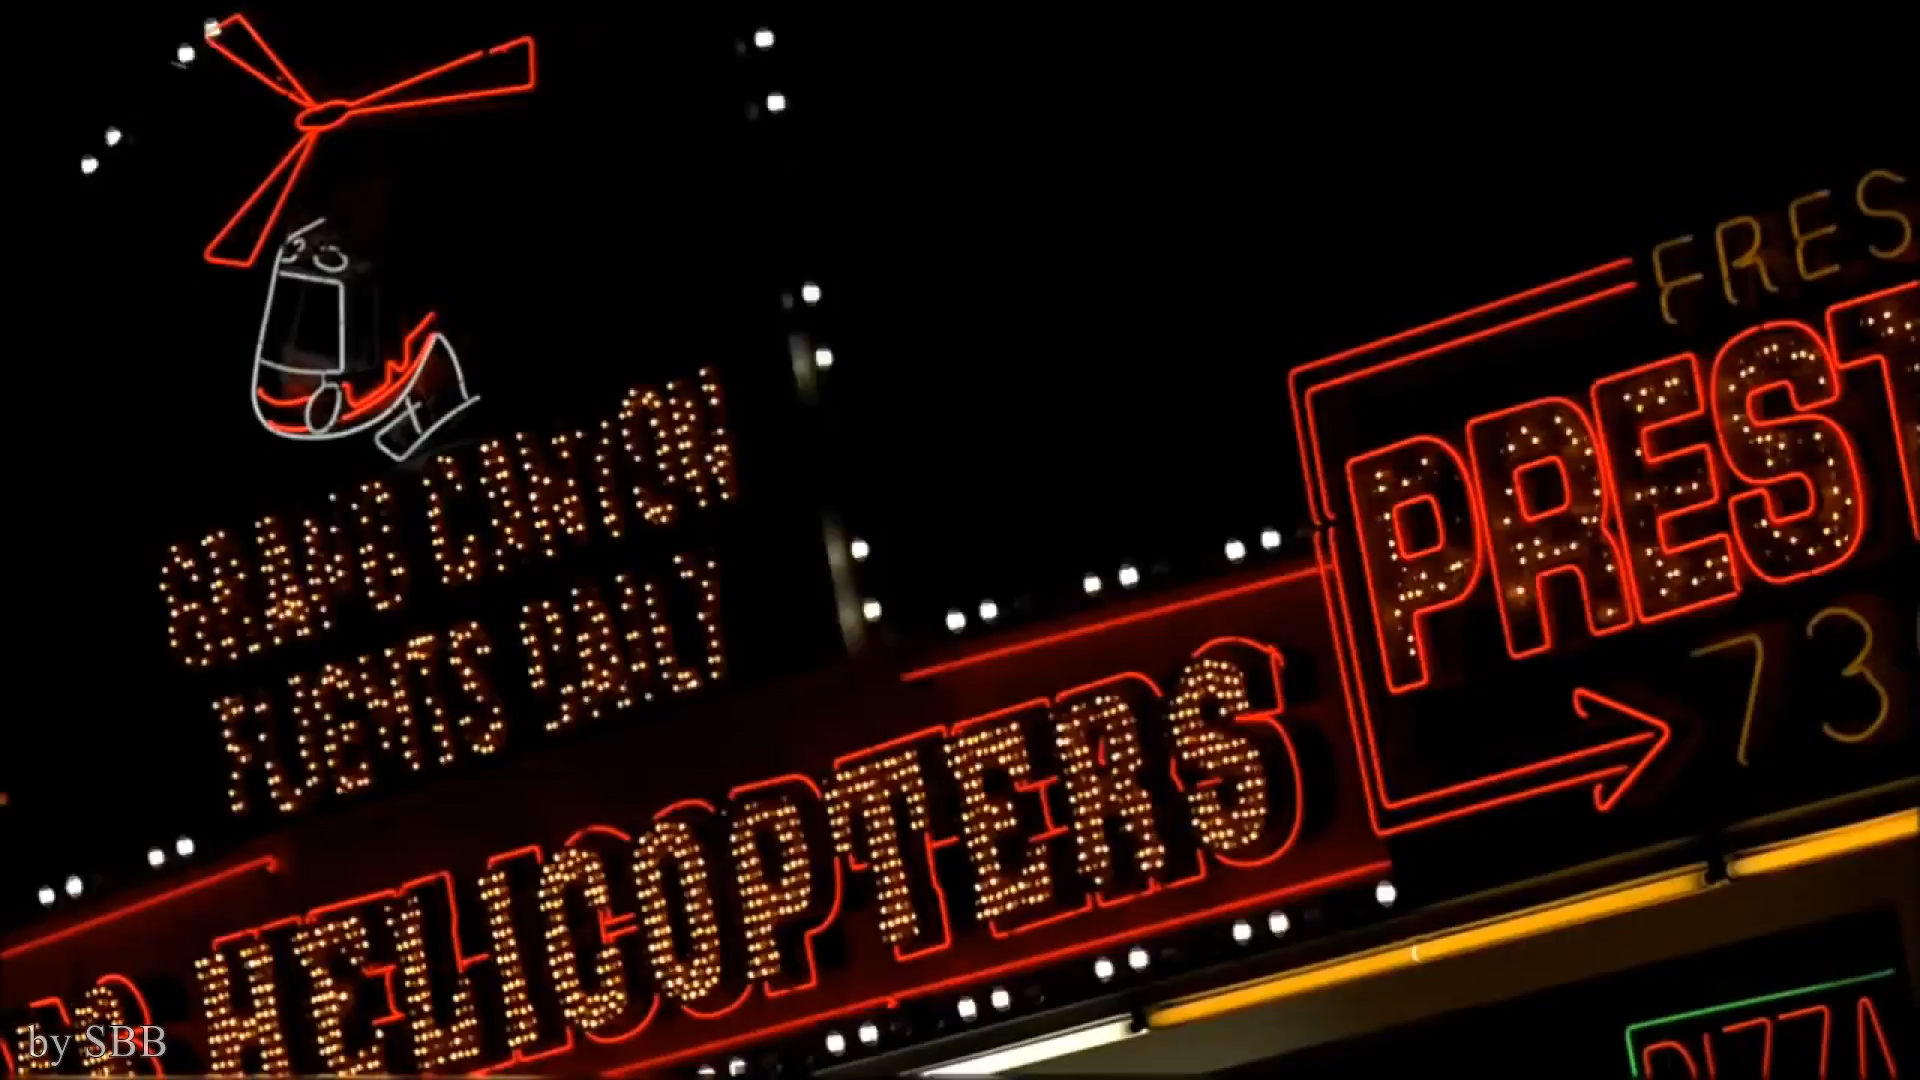 GRAND CANYON
FLIGHTS DAILY
HELICOPTERS
FRES
PREST
73
PIZZA
by SBB